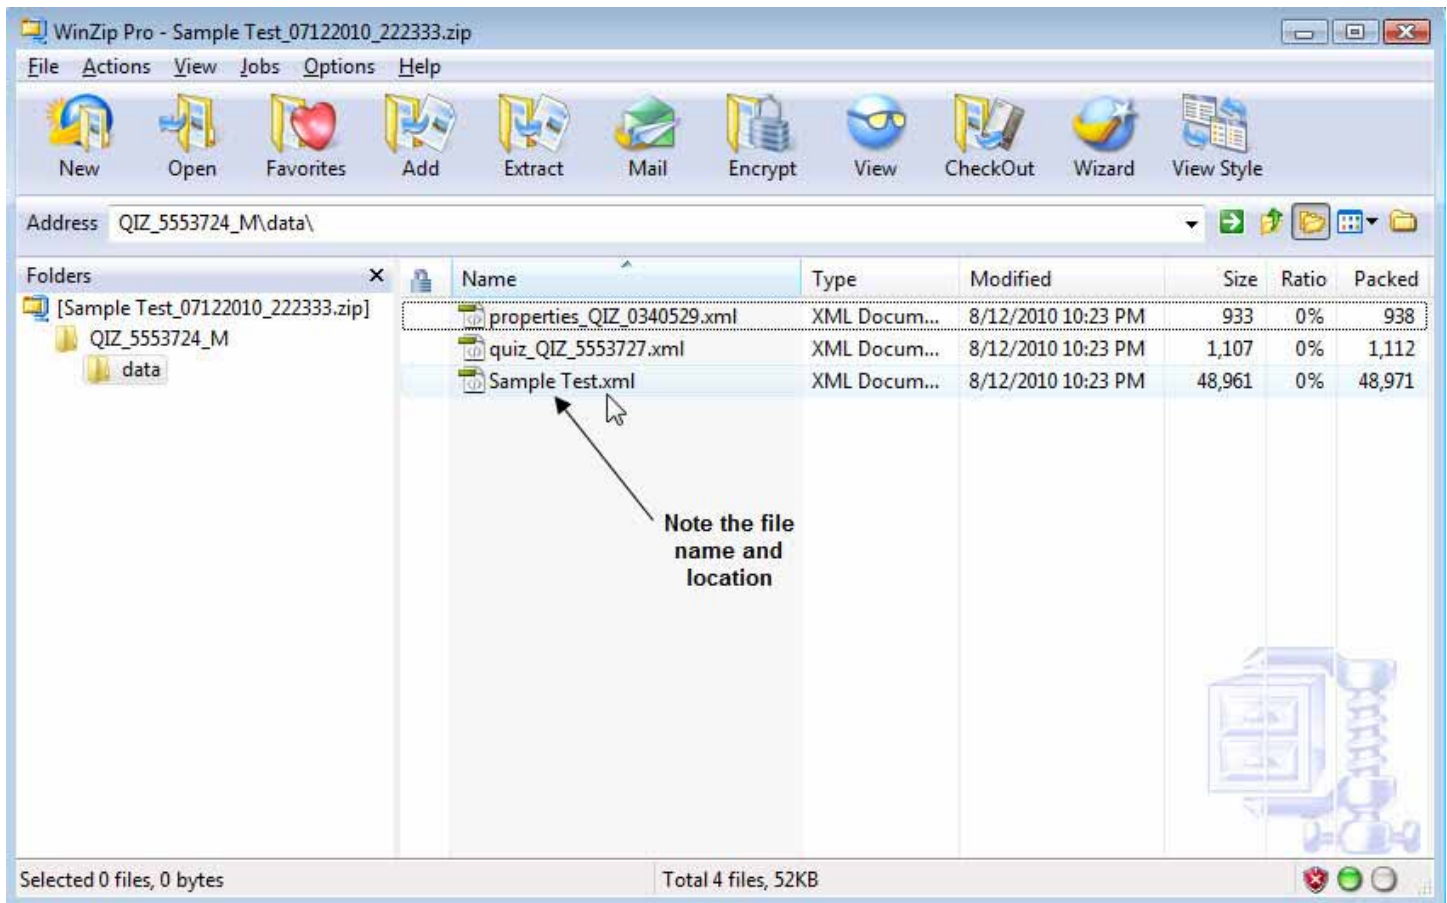 WinZip Pro - Sample Test_07122010_222333.zip
File Actions View Jobs Options Help
New Open Favorites Add Extract Mail Encrypt View CheckOut Wizard View Style
Address QIZ_5553724_M\data\
Folders Name Type Modified Size Ratio Packed
[Sample Test_07122010_222333.zip]
QIZ_5553724_M
data
properties_QIZ_0340529.xml XML Docum... 8/12/2010 10:23 PM 933 0% 938
quiz_QIZ_5553727.xml XML Docum... 8/12/2010 10:23 PM 1,107 0% 1,112
Sample Test.xml XML Docum... 8/12/2010 10:23 PM 48,961 0% 48,971
Note the file
name and
location
Selected 0 files, 0 bytes Total 4 files, 52KB